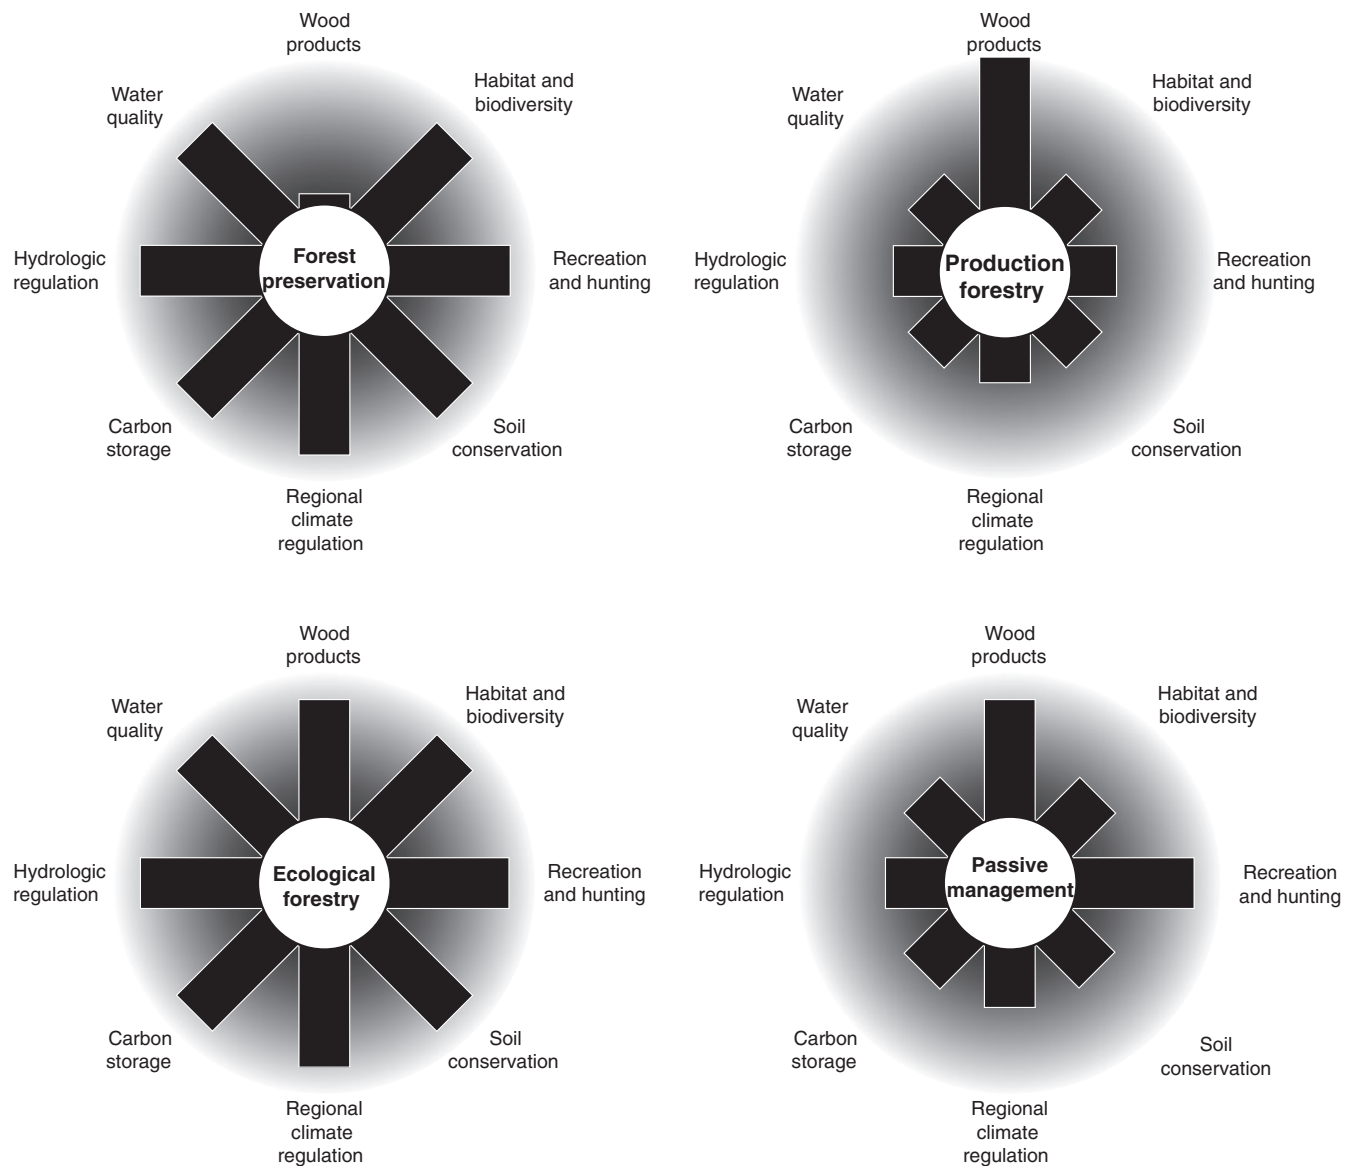 Wood
products
Habitat and
biodiversity
Water
quality
Hydrologic
regulation
Forest
preservation
Recreation
and hunting
Carbon
storage
Soil
conservation
Regional
climate
regulation
Wood
products
Habitat and
biodiversity
Water
quality
Hydrologic
regulation
Production
forestry
Recreation
and hunting
Carbon
storage
Soil
conservation
Regional
climate
regulation
Wood
products
Habitat and
biodiversity
Water
quality
Hydrologic
regulation
Ecological
forestry
Recreation
and hunting
Carbon
storage
Soil
conservation
Regional
climate
regulation
Wood
products
Habitat and
biodiversity
Water
quality
Hydrologic
regulation
Passive
management
Recreation
and hunting
Carbon
storage
Soil
conservation
Regional
climate
regulation